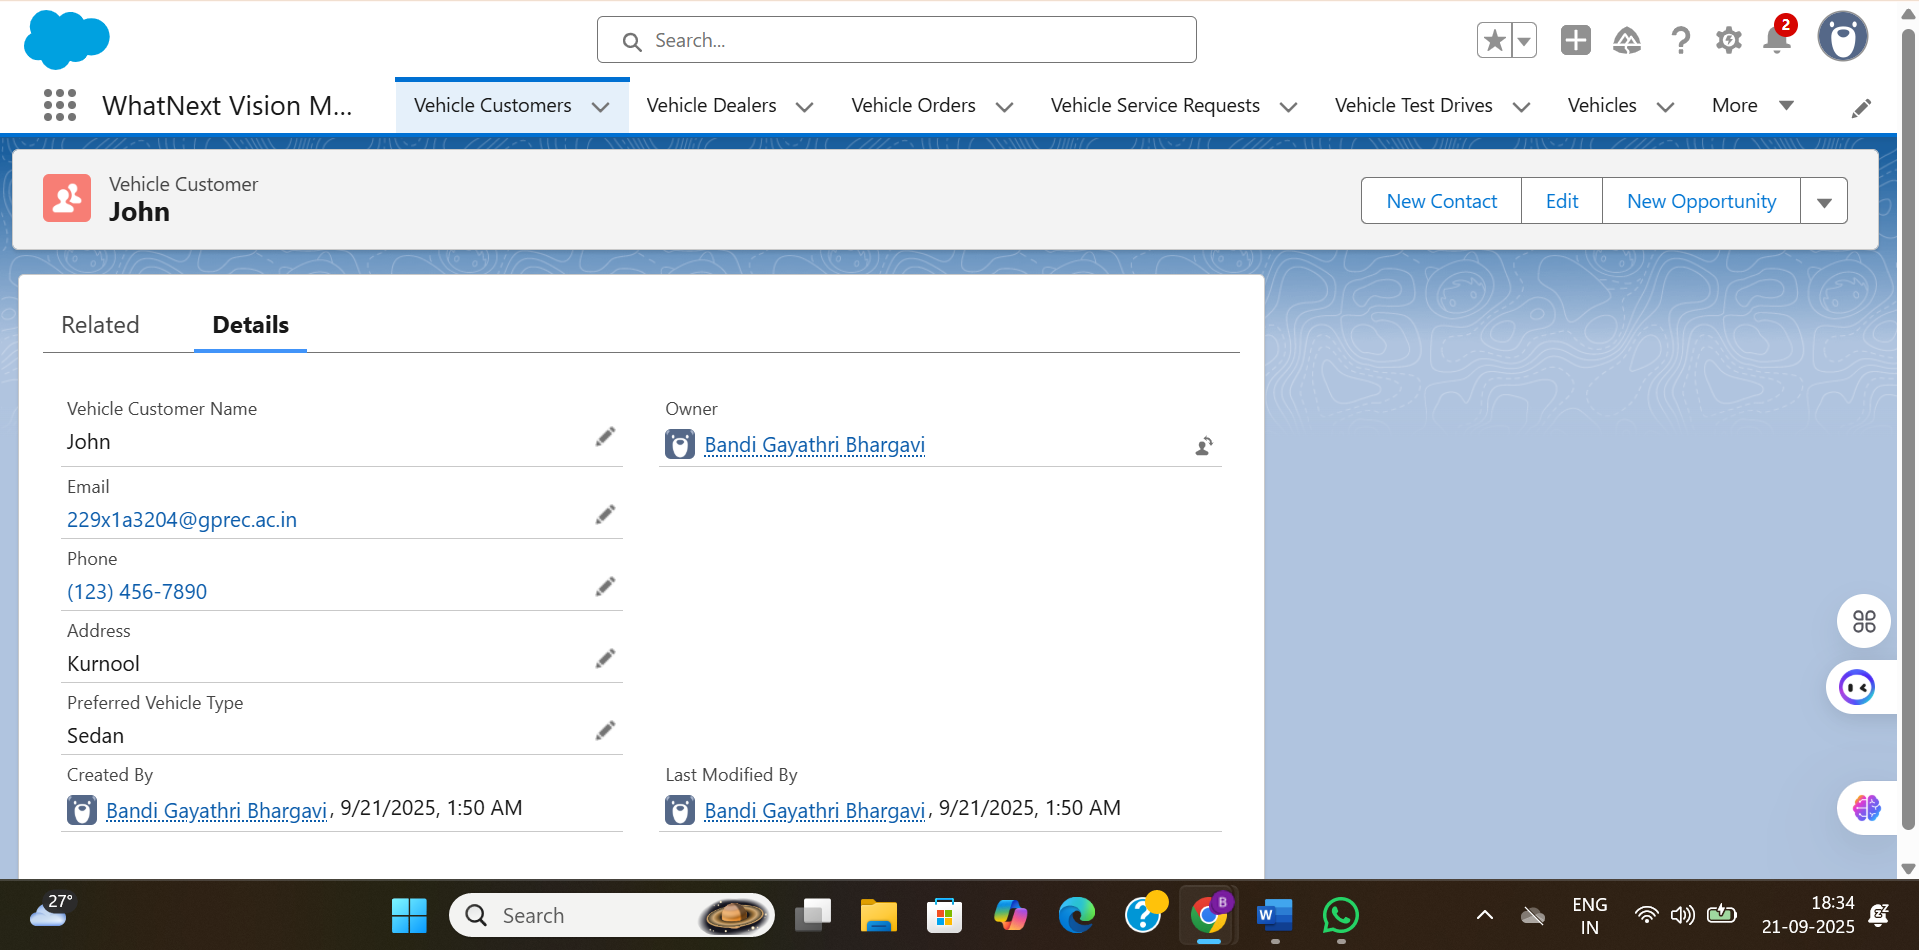 Search...
2
WhatNext Vision M...
Vehicle Customers
Vehicle Dealers
Vehicle Orders
Vehicle Service Requests
Vehicle Test Drives
Vehicles
More
Vehicle Customer
John
New Contact
Edit
New Opportunity
Related
Details
Vehicle Customer Name
John
Owner
Bandi Gayathri Bhargavi
Email
229x1a3204@gprec.ac.in
Phone
(123) 456-7890
Address
Kurnool
Preferred Vehicle Type
Sedan
Created By
Bandi Gayathri Bhargavi, 9/21/2025, 1:50 AM
Last Modified By
Bandi Gayathri Bhargavi, 9/21/2025, 1:50 AM
27°
Search
B
W
ENG
IN
18:34
21-09-2025